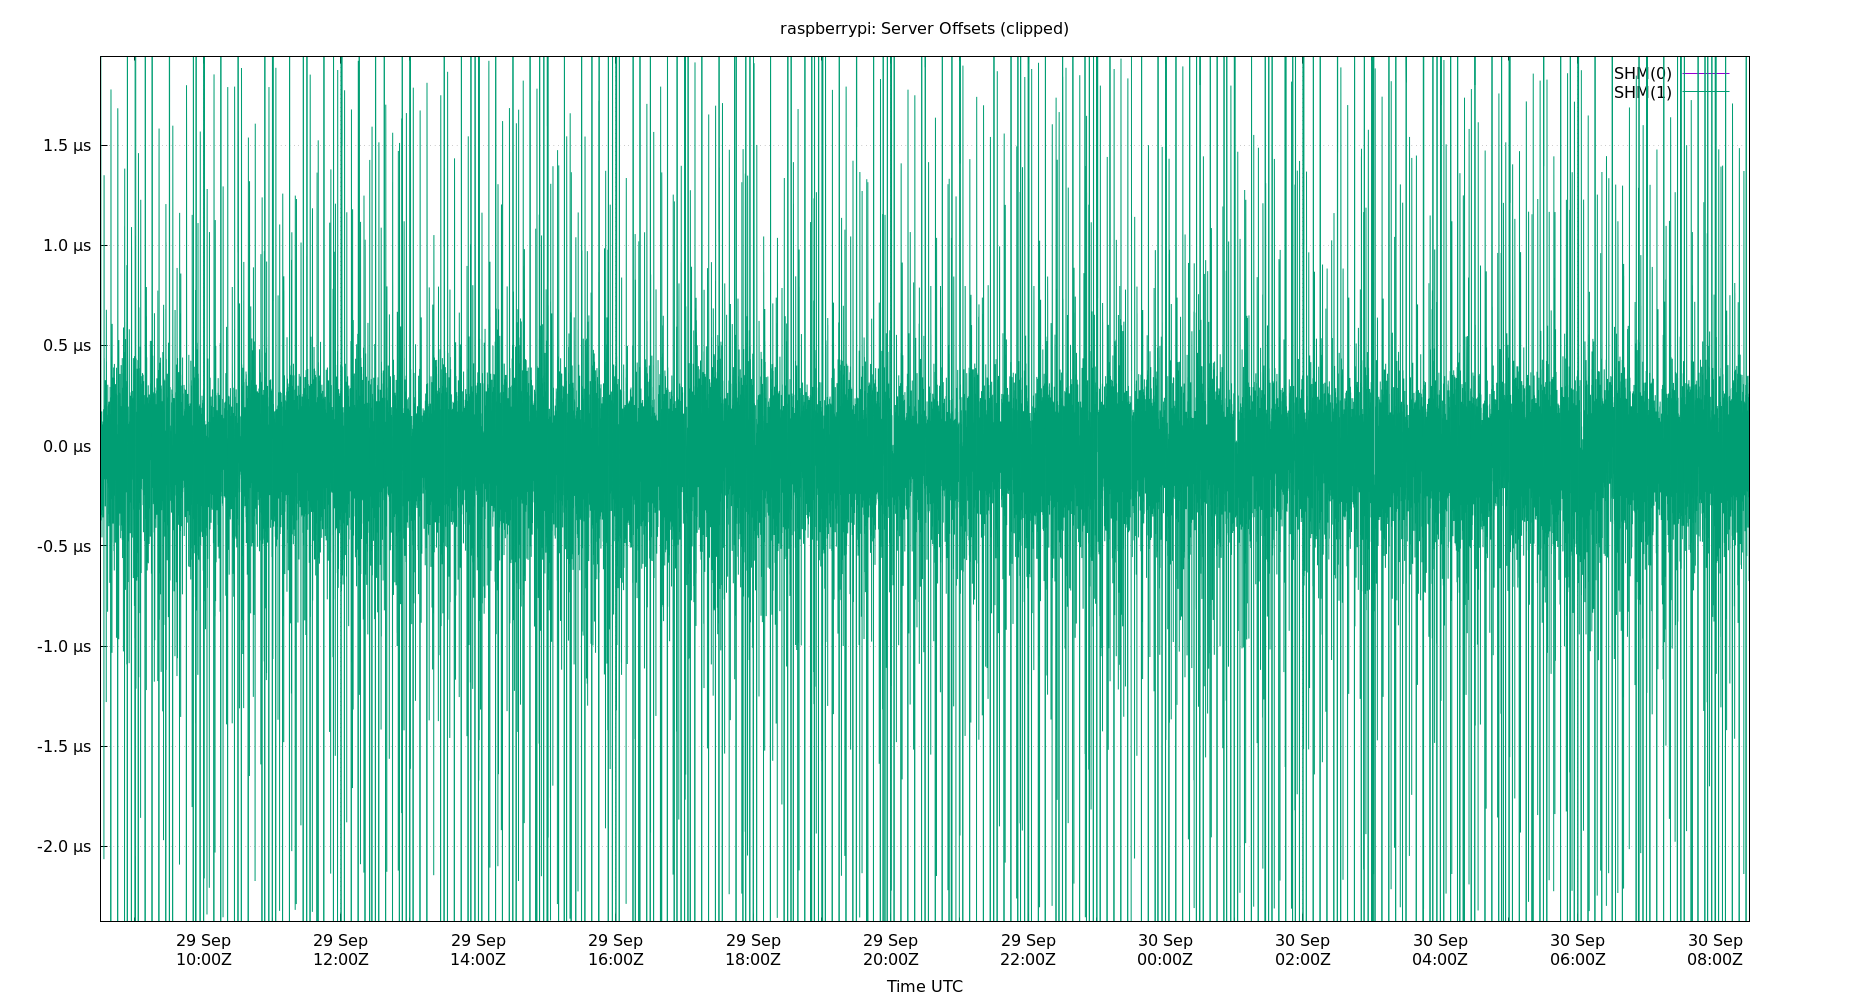 raspberrypi: Server Offsets (clipped)
SHM(0)
SHM(1)
1.5 µs
1.0 µs
0.5 µs
0.0 µs
-0.5 µs
-1.0 µs
-1.5 µs
-2.0 µs
29 Sep 29 Sep 29 Sep 29 Sep 29 Sep 29 Sep 29 Sep 30 Sep 30 Sep 30 Sep 30 Sep 30 Sep
10:00Z 12:00Z 14:00Z 16:00Z 18:00Z 20:00Z 22:00Z 00:00Z 02:00Z 04:00Z 06:00Z 08:00Z
Time UTC